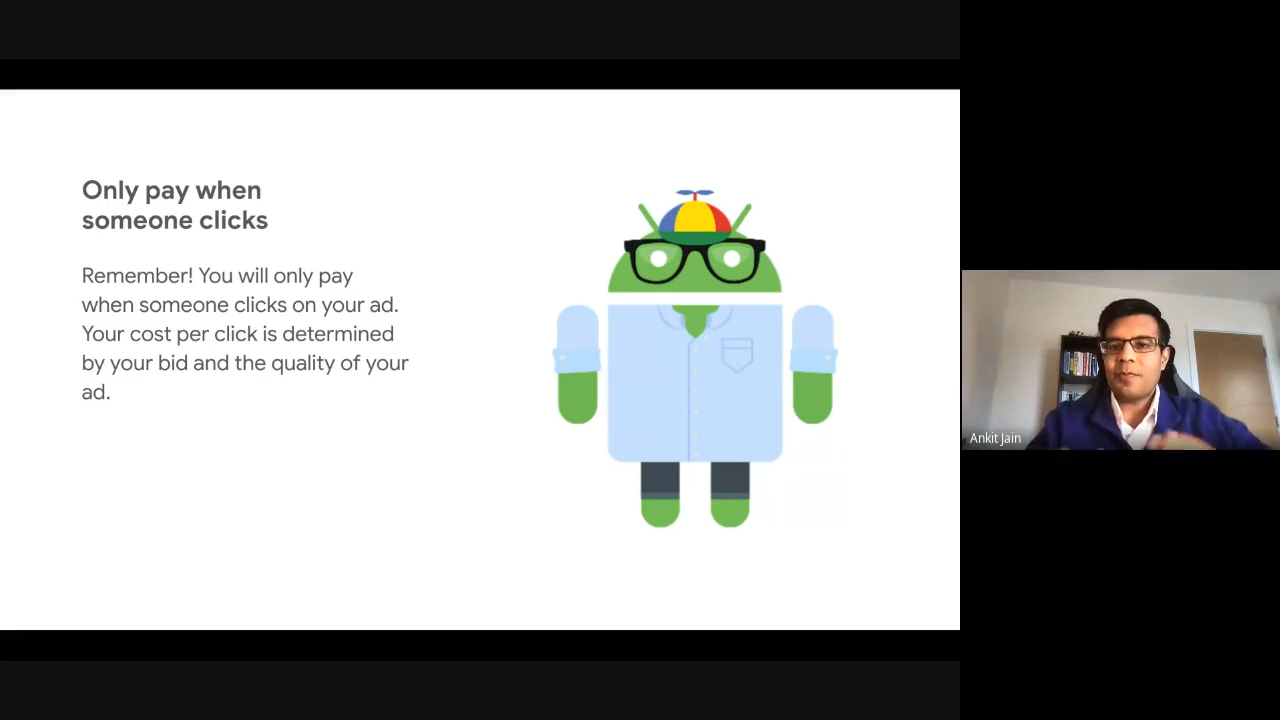 Only pay when
someone clicks
Remember! You will only pay
when someone clicks on your ad.
Your cost per click is determined
by your bid and the quality of your
ad.
Ankit Jain